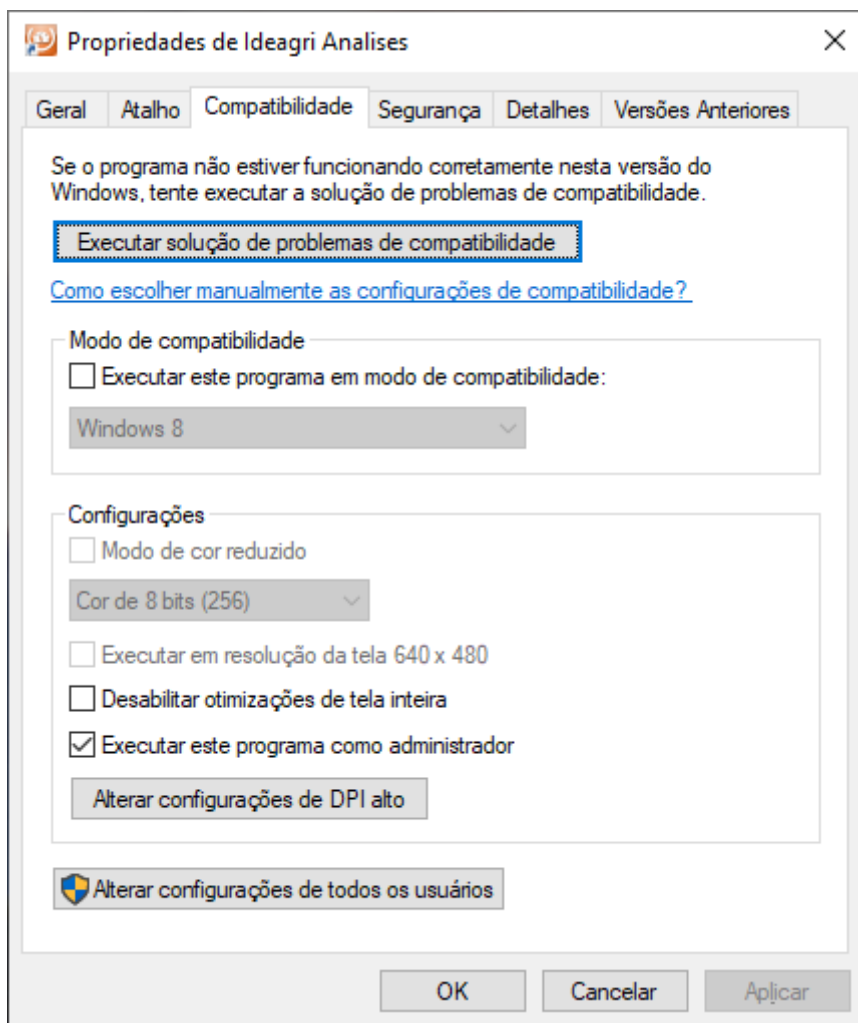 Propriedades de Ideagri Analises
Geral Atalho Compatibilidade Segurança Detalhes Versões Anteriores
Se o programa não estiver funcionando corretamente nesta versão do
Windows, tente executar a solução de problemas de compatibilidade.
Executar solução de problemas de compatibilidade
Como escolher manualmente as configurações de compatibilidade?
Modo de compatibilidade
Executar este programa em modo de compatibilidade:
Windows 8
Configurações
Modo de cor reduzido
Cor de 8 bits (256)
Executar em resolução da tela 640 x 480
Desabilitar otimizações de tela inteira
Executar este programa como administrador
Alterar configurações de DPI alto
Alterar configurações de todos os usuários
OK Cancelar Aplicar